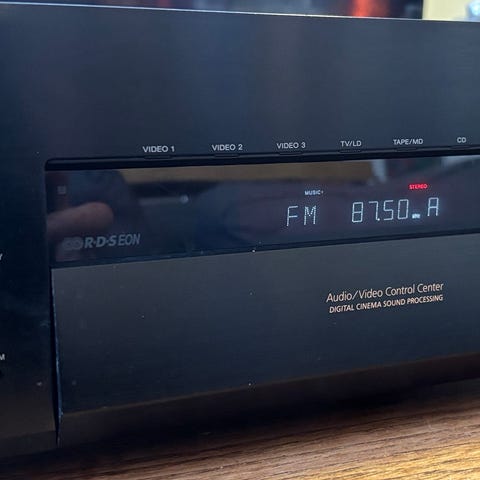 VIDEO 1 VIDEO 2 VIDEO 3 TV/LD TAPE/MD CD
MUSIC STEREO
FM 87.50 MHz A
R·D·S EON
Audio/Video Control Center
DIGITAL CINEMA SOUND PROCESSING